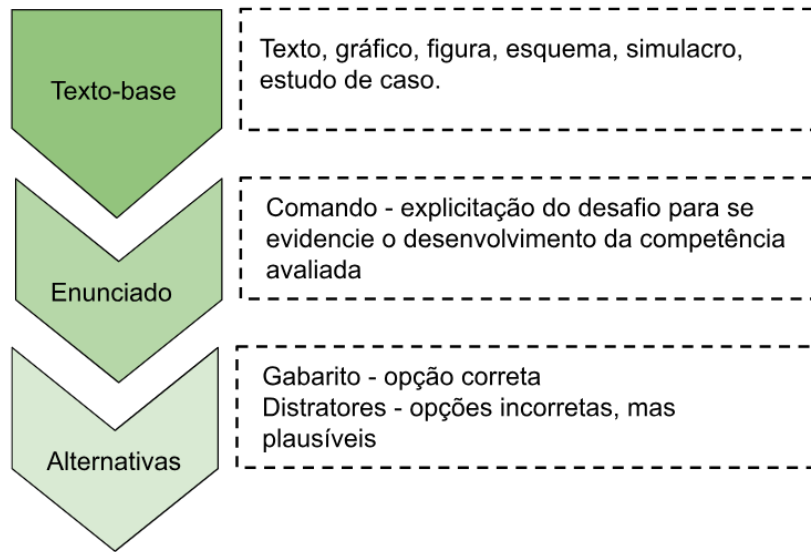 Texto-base
Texto, gráfico, figura, esquema, simulacro,
estudo de caso.
Enunciado
Comando - explicitação do desafio para se
evidencie o desenvolvimento da competência
avaliada
Alternativas
Gabarito - opção correta
Distratores - opções incorretas, mas
plausíveis